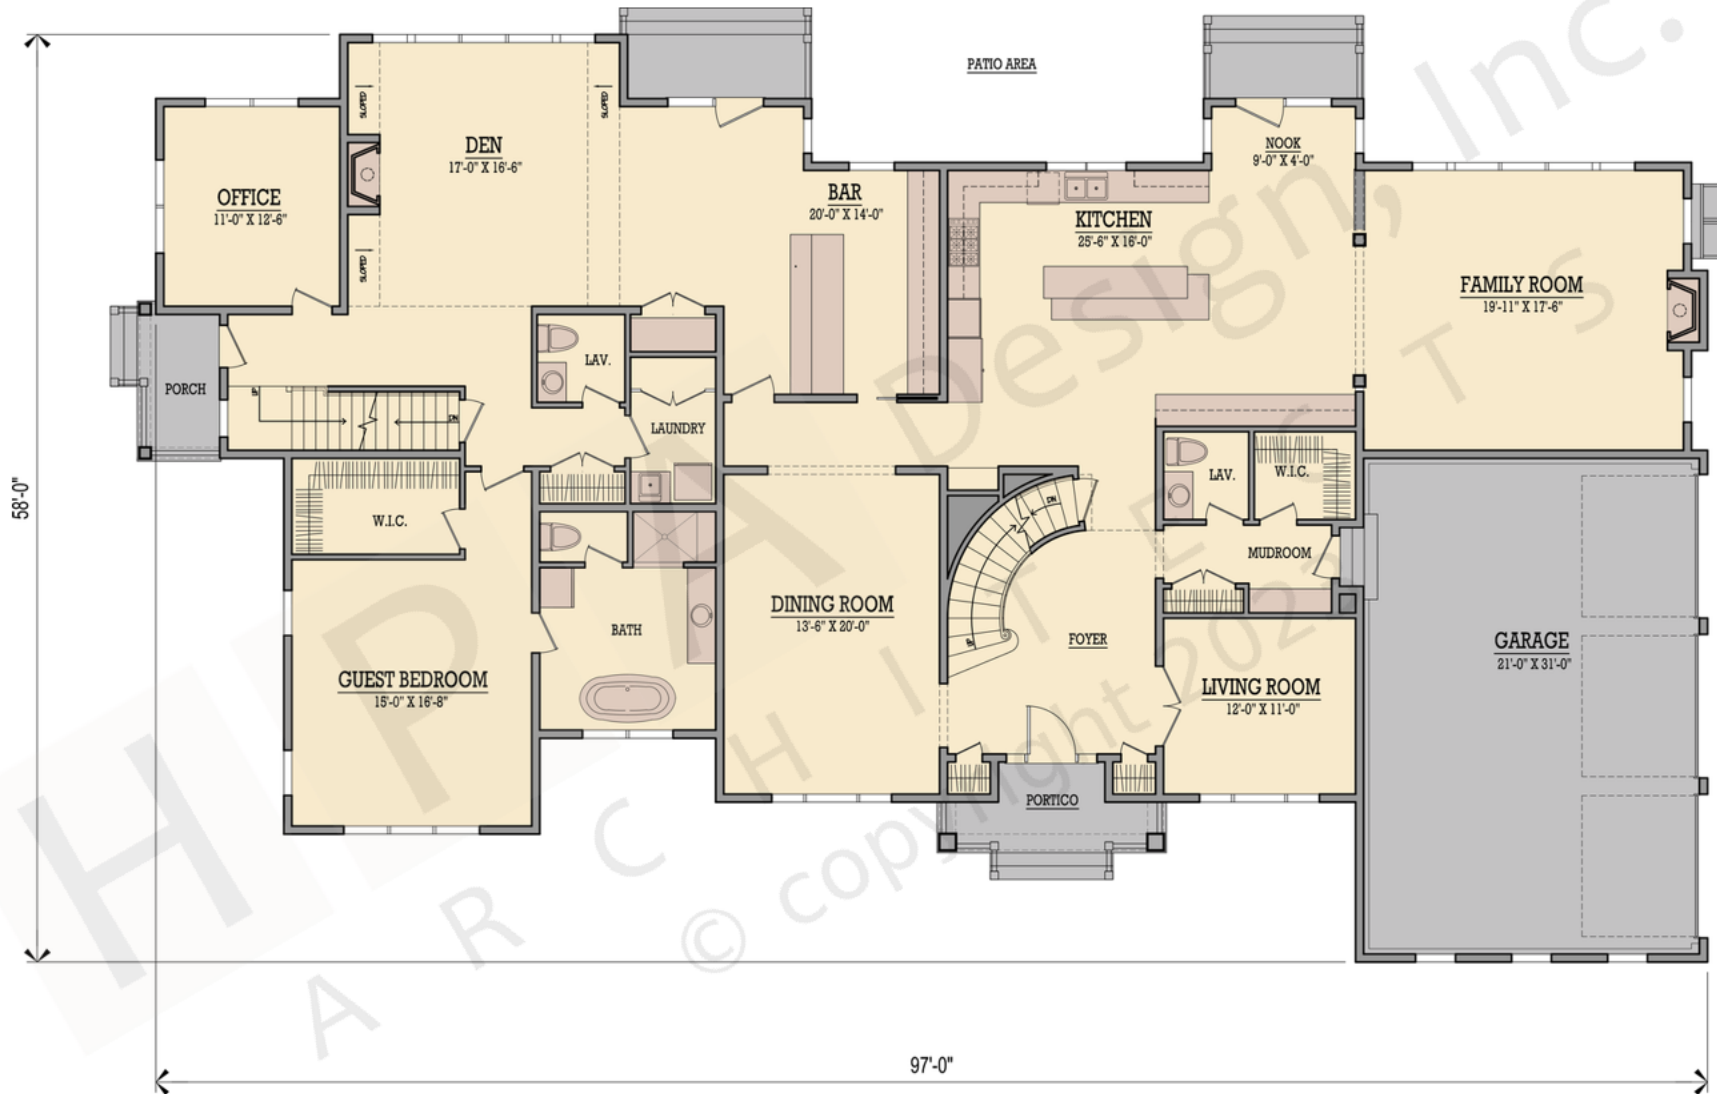 PATIO AREA
SLOPED
SLOPED
DEN
17'-0" X 16'-6"
NOOK
9'-0" X 4'-0"
OFFICE
11'-0" X 12'-6"
BAR
20'-0" X 14'-0"
KITCHEN
25'-6" X 16'-0"
SLOPED
FAMILY ROOM
19'-11" X 17'-6"
PORCH
LAV.
UP
DN
LAUNDRY
58'-0"
W.I.C.
LAV.
W.I.C.
DN
MUDROOM
DINING ROOM
13'-6" X 20'-0"
BATH
UP
FOYER
GARAGE
21'-0" X 31'-0"
GUEST BEDROOM
15'-0" X 16'-8"
LIVING ROOM
12'-0" X 11'-0"
PORTICO
97'-0"
HPA Design, Inc.
ARCHITECTS
© copyright 2023